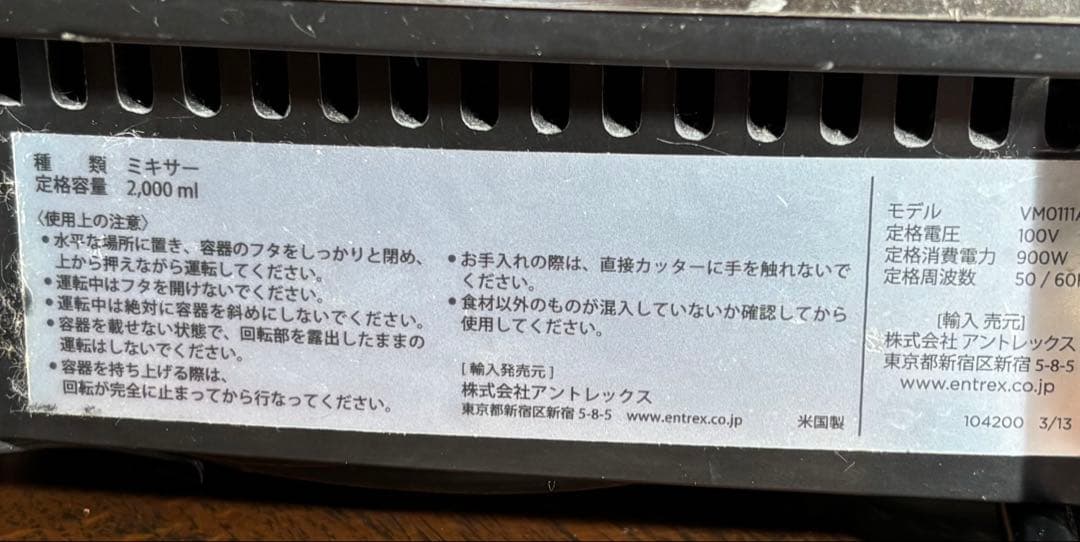 種 類 ミキサー
定格容量 2,000 ml
〈使用上の注意〉
•水平な場所に置き、容器のフタをしっかりと閉め、
上から押えながら運転してください。
•運転中はフタを開けないでください。
•運転中は絶対に容器を斜めにしないでください。
•容器を載せない状態で、回転部を露出したままの
運転はしないでください。
•容器を持ち上げる際は、
回転が完全に止まってから行なってください。
•お手入れの際は、直接カッターに手を触れないで
ください。
•食材以外のものが混入していないか確認してから
使用してください。
[ 輸入発売元 ]
株式会社アントレックス
東京都新宿区新宿 5-8-5 www.entrex.co.jp
米国製
モデル VM0111A
定格電圧 100V
定格消費電力 900W
定格周波数 50 / 60
[輸入 売元]
株式会社 アントレックス
東京都新宿区新宿 5-8-5
www.entrex.co.jp
104200 3/13